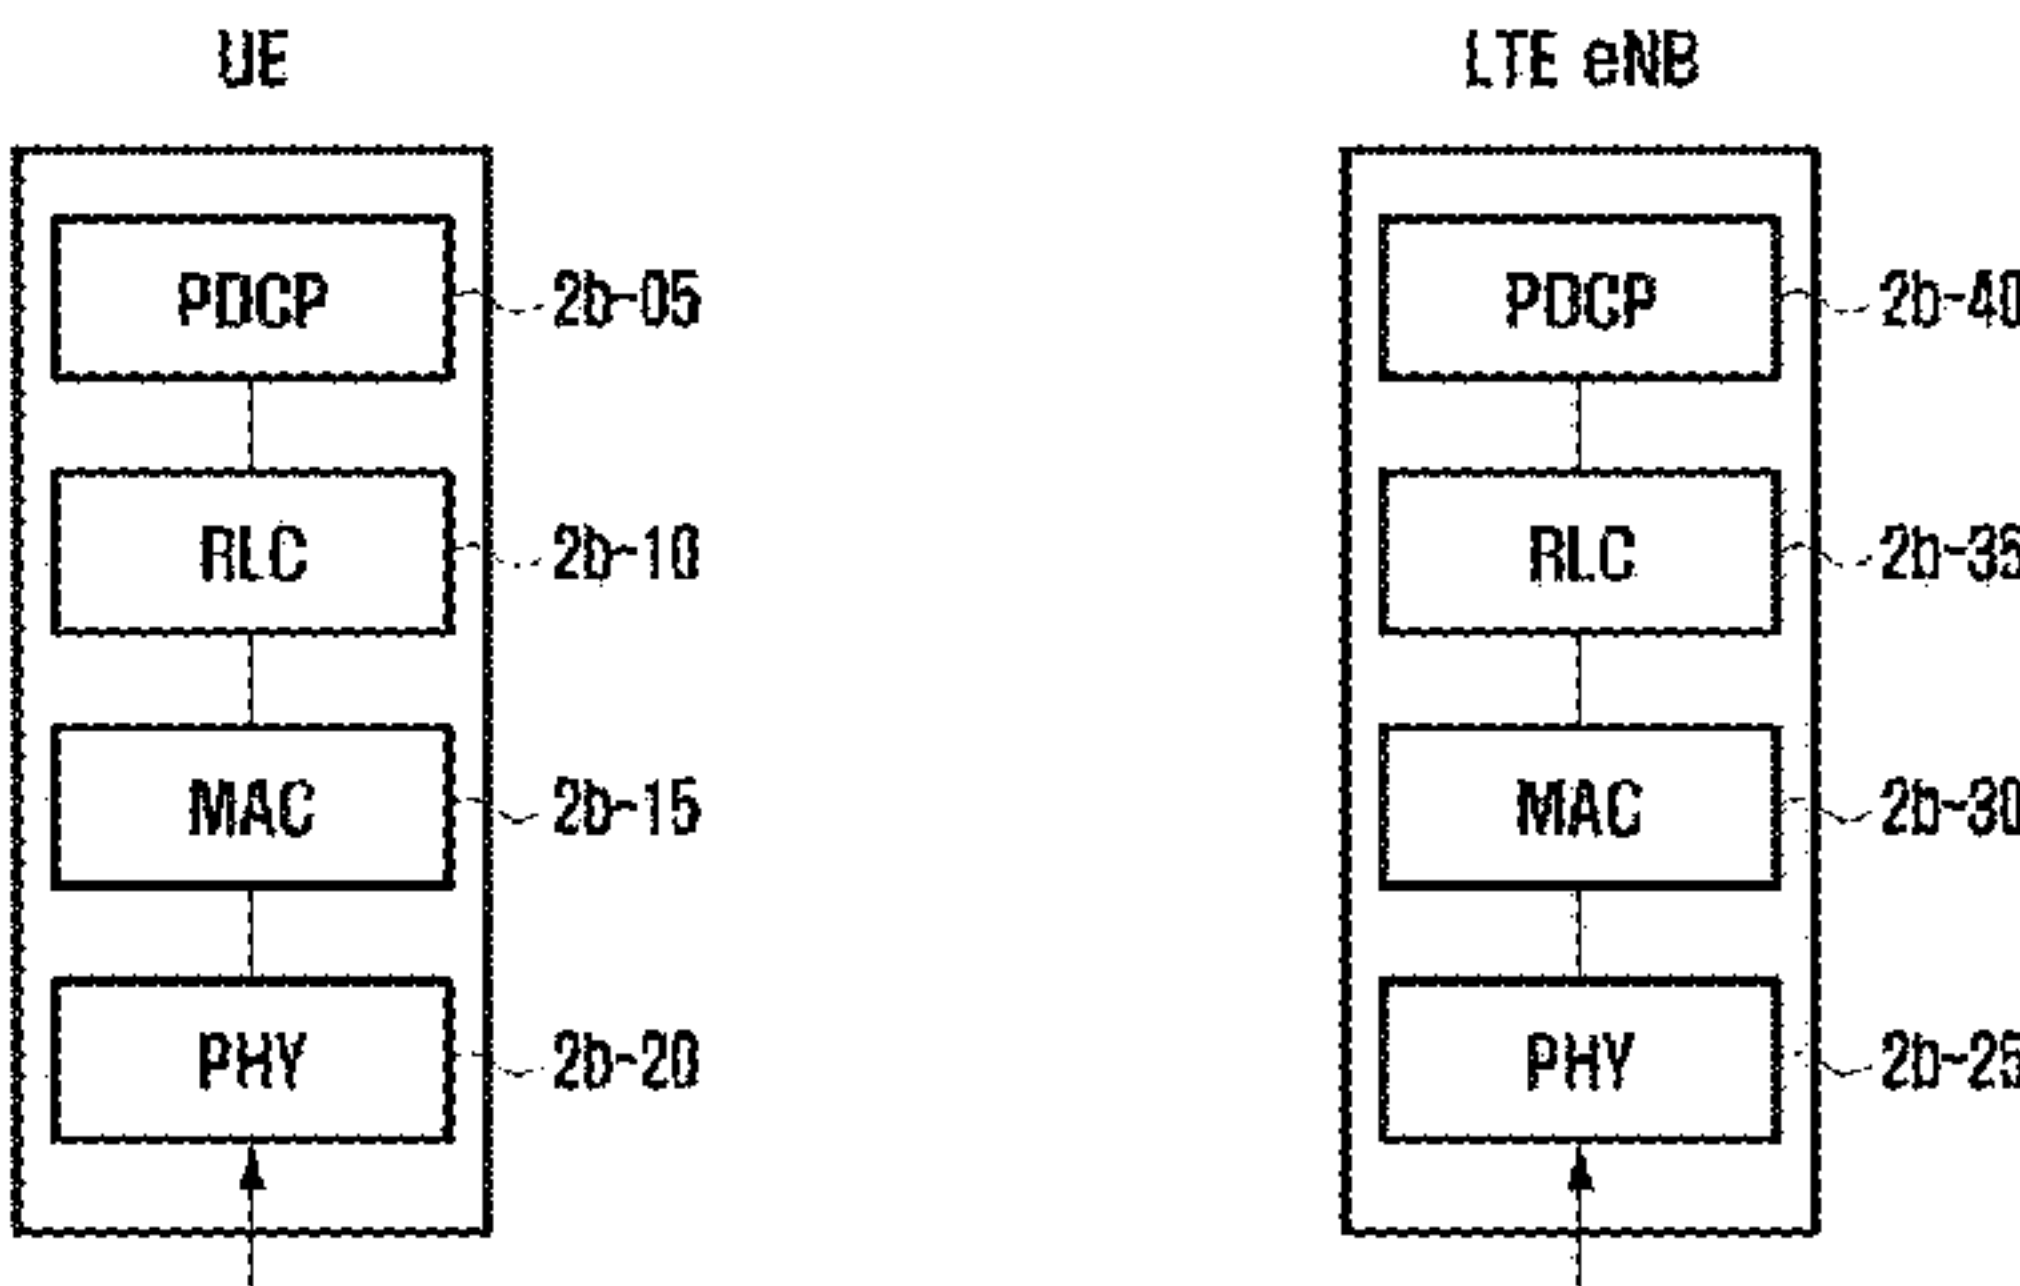 UE LTE eNB
PDCP 2b-05 PDCP 2b-40
RLC 2b-10 RLC 2b-35
MAC 2b-15 MAC 2b-30
PHY 2b-20 PHY 2b-25